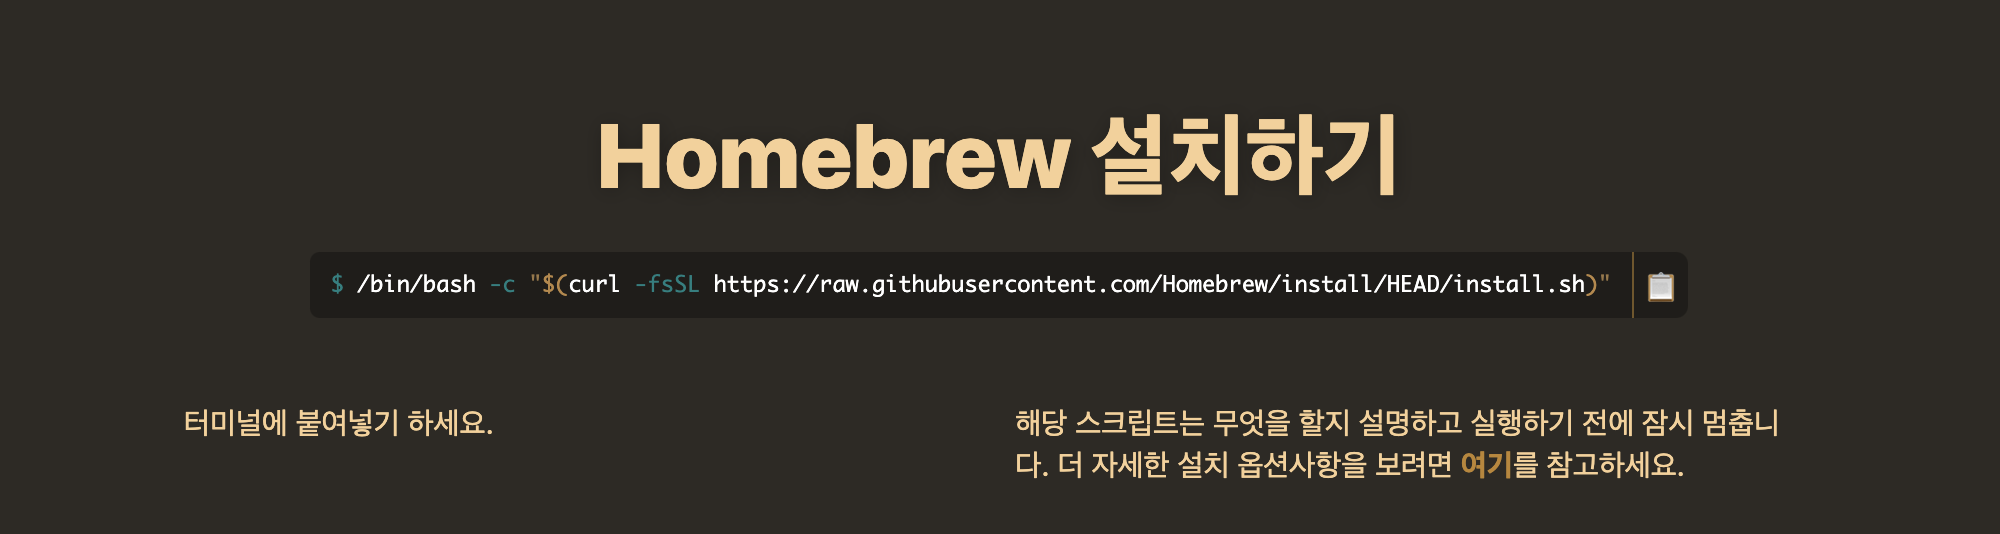 Homebrew 설치하기
$ /bin/bash -c "$(curl -fsSL https://raw.githubusercontent.com/Homebrew/install/HEAD/install.sh)"
터미널에 붙여넣기 하세요.
해당 스크립트는 무엇을 할지 설명하고 실행하기 전에 잠시 멈춥니
다. 더 자세한 설치 옵션사항을 보려면 여기를 참고하세요.